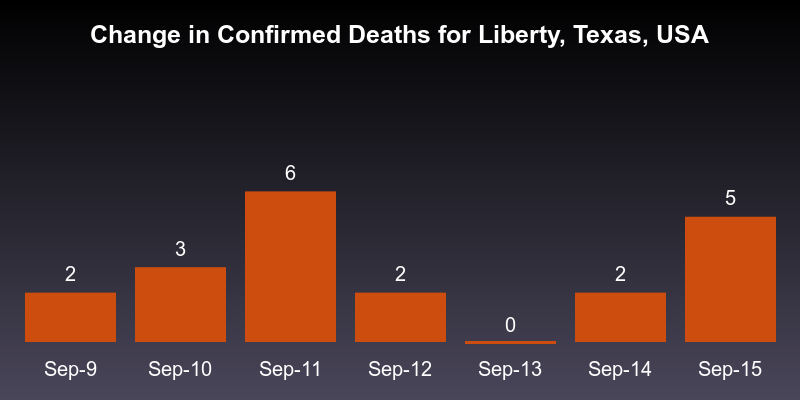 Change in Confirmed Deaths for Liberty, Texas, USA
2
3
6
2
0
2
5
Sep-9
Sep-10
Sep-11
Sep-12
Sep-13
Sep-14
Sep-15